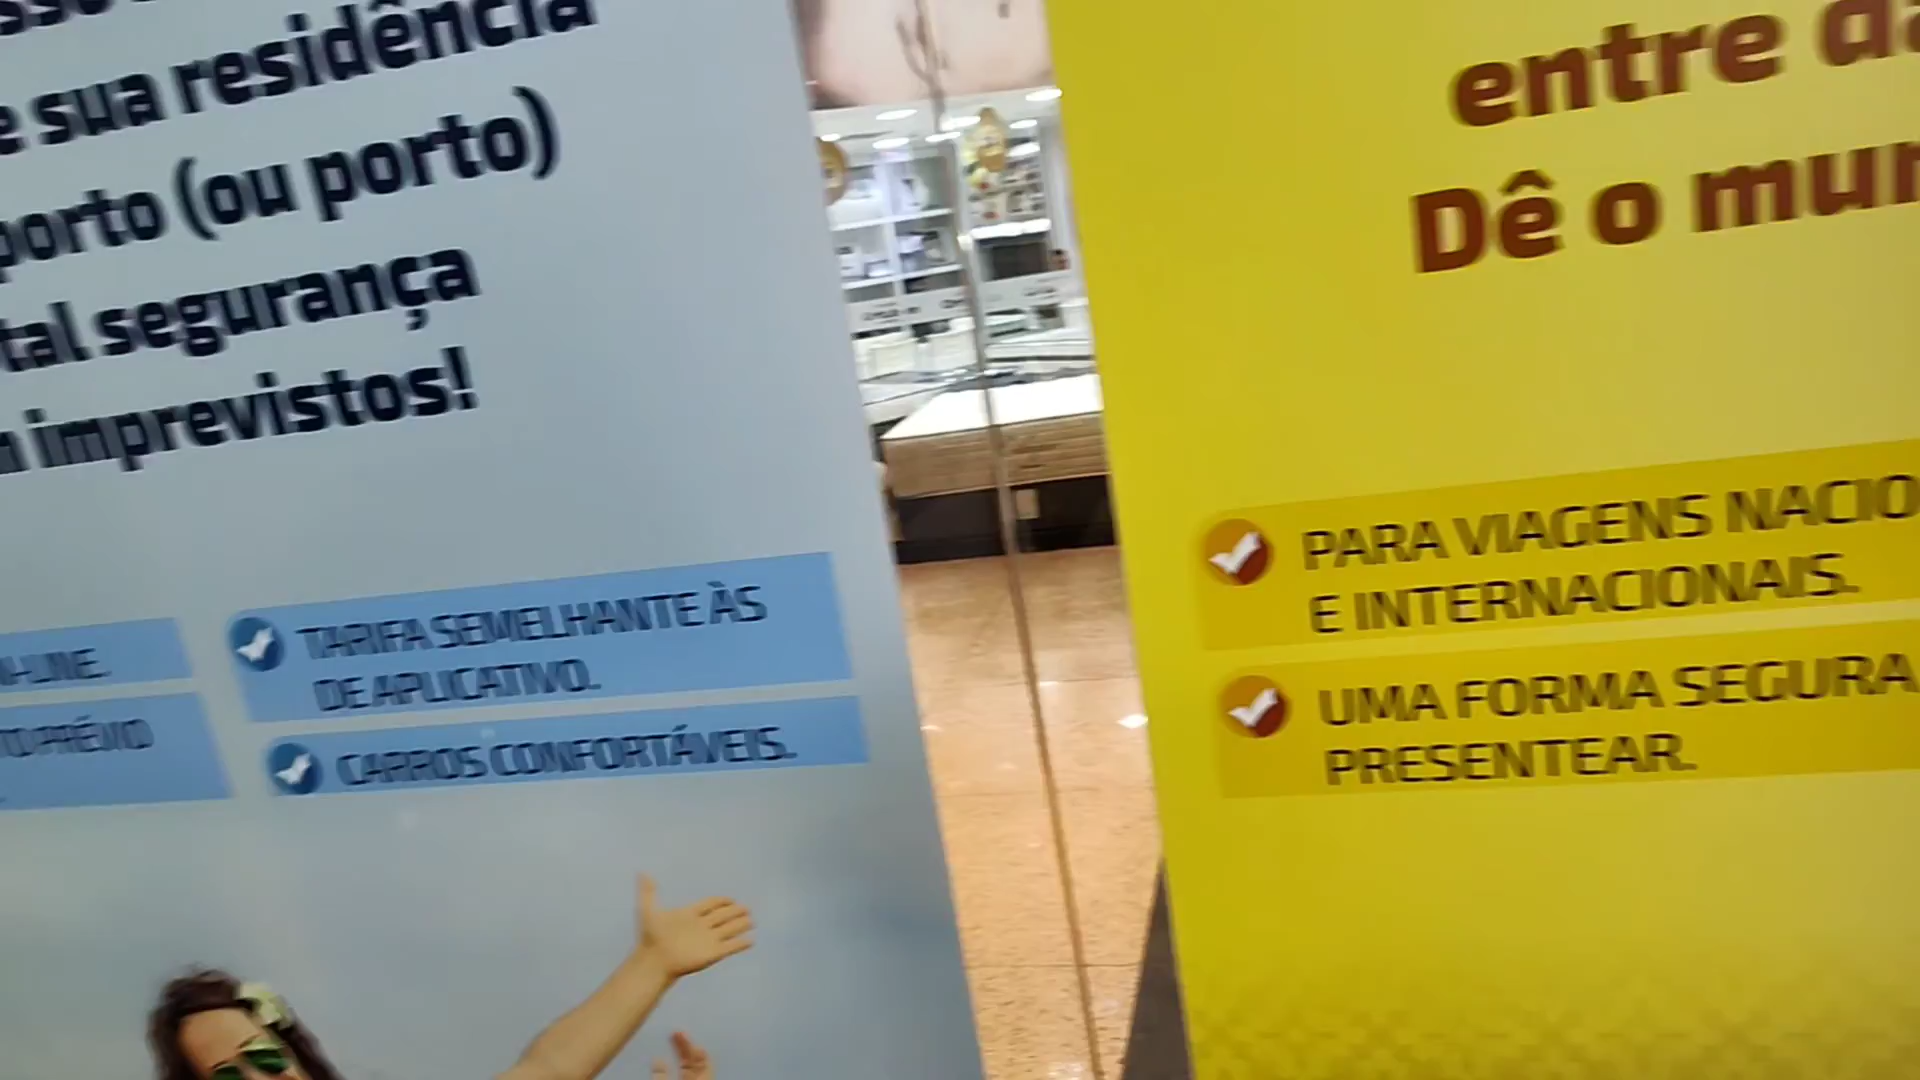 sua residência
porto (ou porto)
segurança
imprevistos!
TARIFA SEMELHANTE ÀS
DE APLICATIVO.
CARROS CONFORTÁVEIS.
PRÉVIO
entre
Dê o
PARA VIAGENS
E INTERNACIONAIS.
UMA FORMA SEGURA
PRESENTEAR.